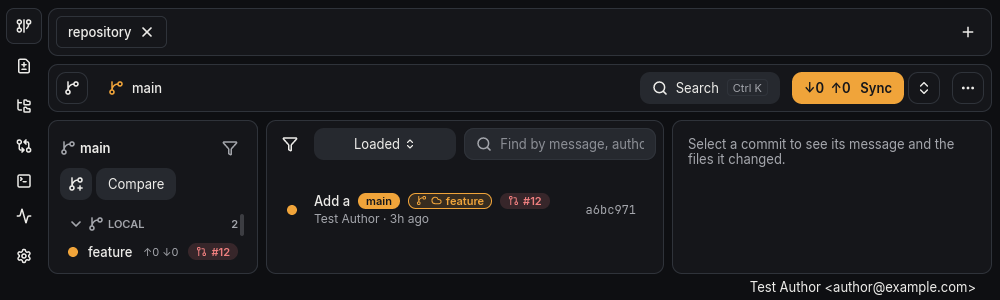 repository
main
Search Ctrl K
↓0 ↑0 Sync
main
Compare
LOCAL 2
feature ↑0 ↓0 #12
Loaded
Find by message, autho
Add a main feature #12
Test Author · 3h ago
a6bc971
Select a commit to see its message and the
files it changed.
Test Author <author@example.com>